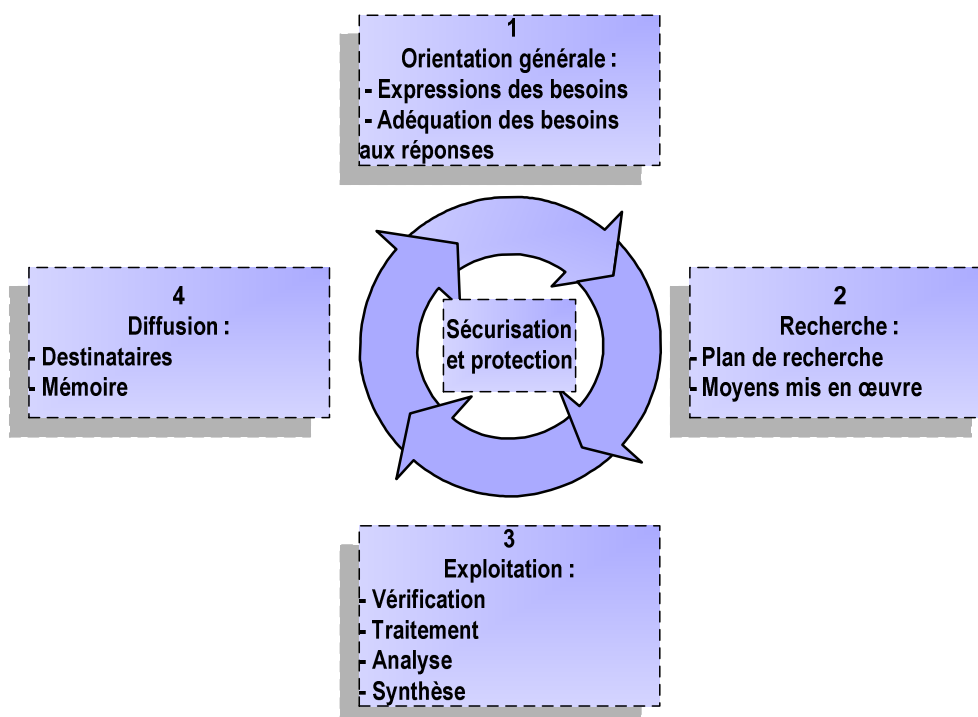 1
Orientation générale :
- Expressions des besoins
- Adéquation des besoins
aux réponses
4
Diffusion :
- Destinataires
- Mémoire
Sécurisation
et protection
2
Recherche :
- Plan de recherche
- Moyens mis en œuvre
3
Exploitation :
- Vérification
- Traitement
- Analyse
- Synthèse